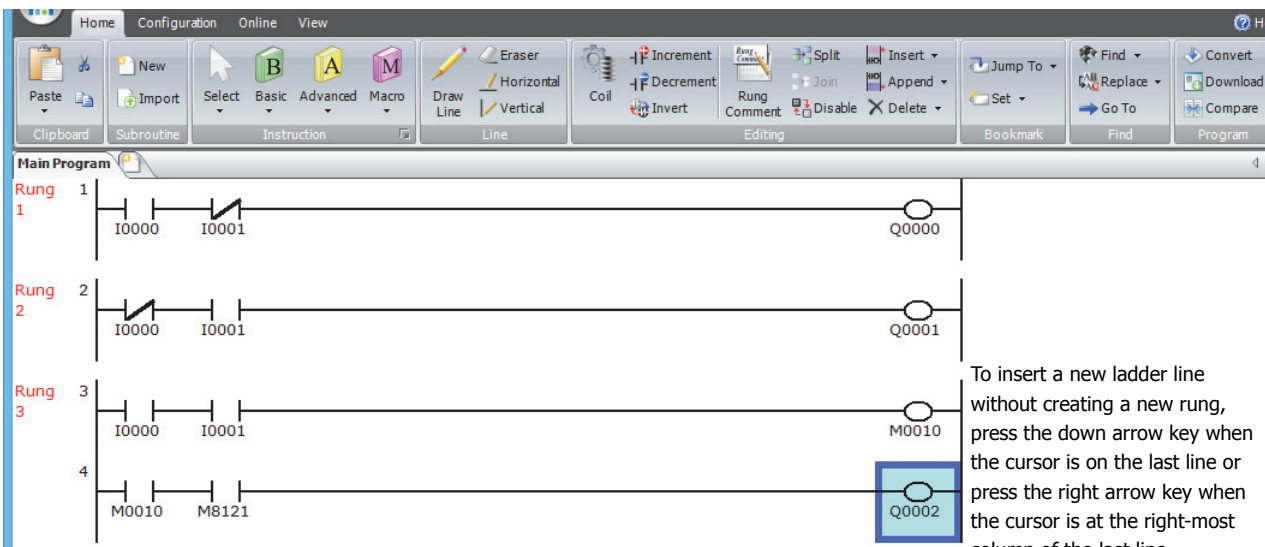 Home Configuration Online View
H
Paste
Clipboard
New
Import
Subroutine
Select Basic Advanced Macro
B A M
Instruction
Draw Line
Eraser
Horizontal
Vertical
Line
Coil
Increment
Decrement
Invert
Rung Comment
Split
Join
Disable
Insert
Append
Delete
Editing
Jump To
Set
Bookmark
Find
Replace
Go To
Find
Convert
Download
Compare
Program
Main Program
Rung 1
1
I0000 I0001 Q0000
Rung 2
2
I0000 I0001 Q0001
Rung 3
3
I0000 I0001 M0010
4
M0010 M8121 Q0002
To insert a new ladder line
without creating a new rung,
press the down arrow key when
the cursor is on the last line or
press the right arrow key when
the cursor is at the right-most
column of the last line